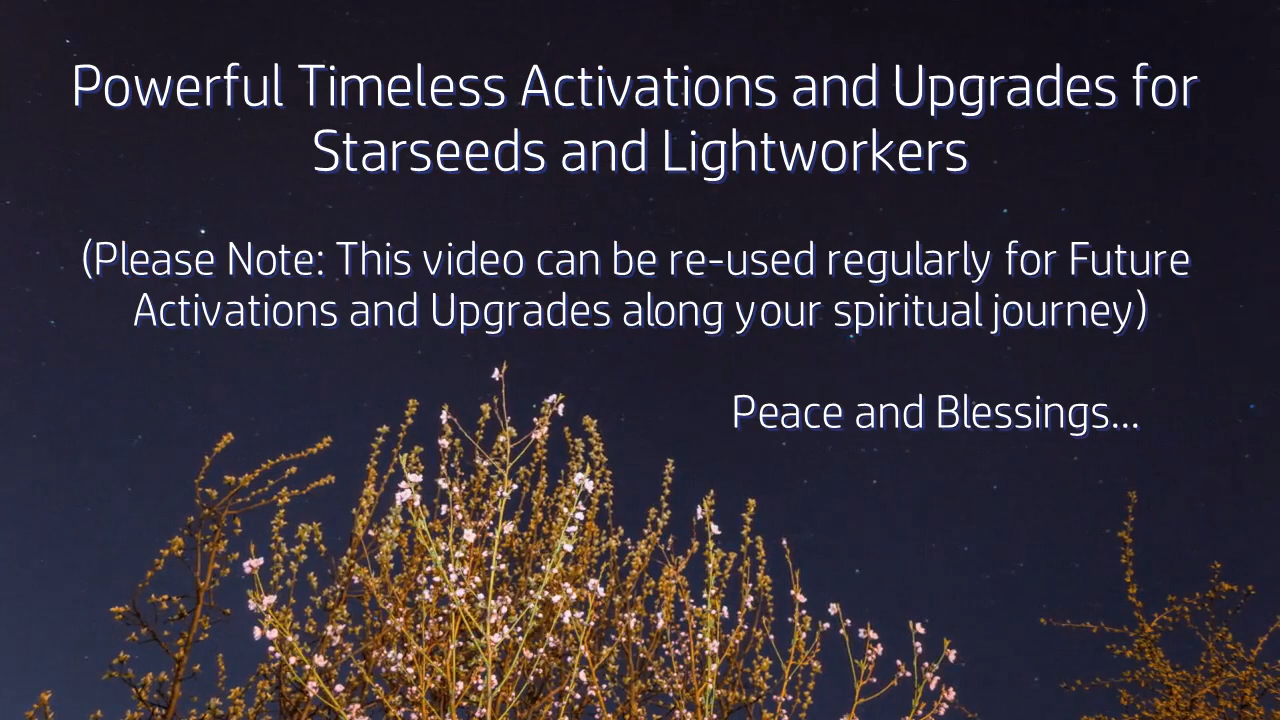 Powerful Timeless Activations and Upgrades for
Starseeds and Lightworkers
(Please Note: This video can be re-used regularly for Future
Activations and Upgrades along your spiritual journey)
Peace and Blessings...